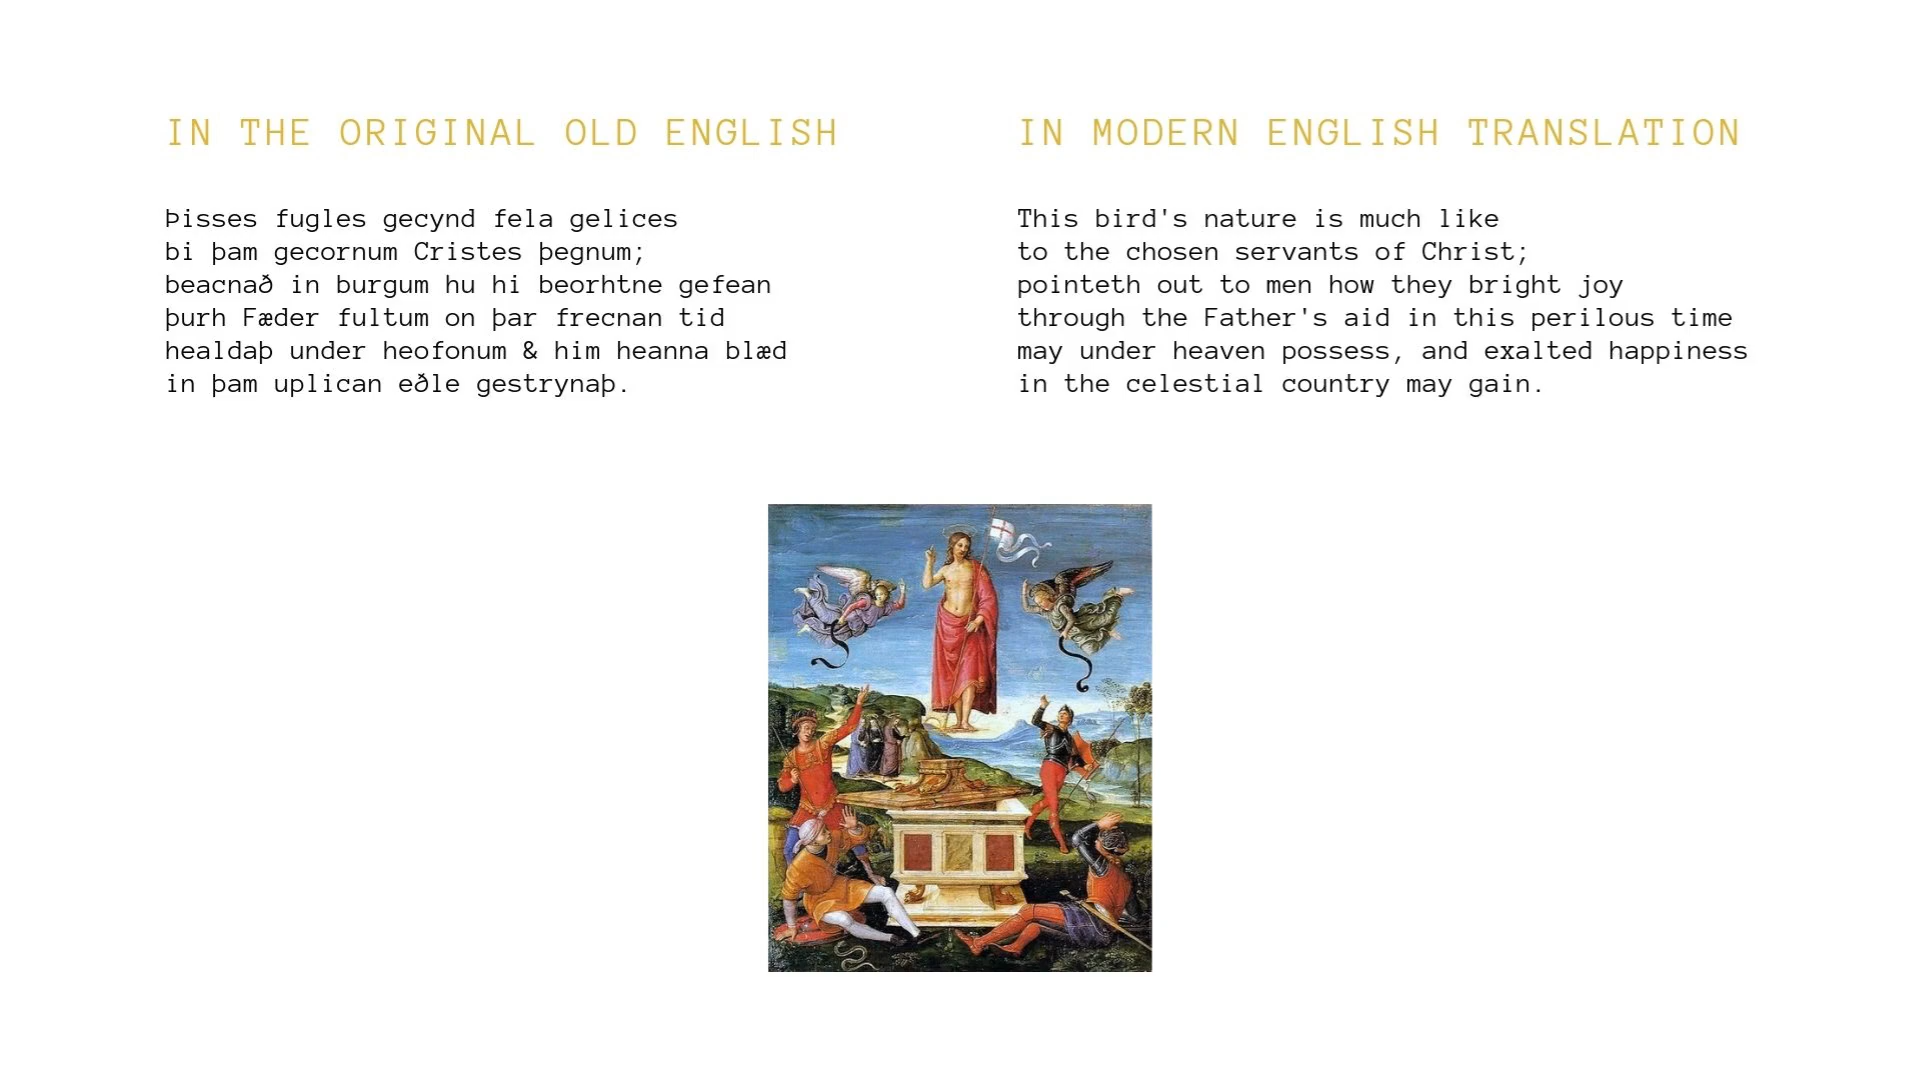 IN THE ORIGINAL OLD ENGLISH
Þisses fugles gecynd fela gelices
bi þam gecornum Cristes þegnum;
beacnað in burgum hu hi beorhtne gefean
þurh Fæder fultum on þar frecnan tid
healdaþ under heofonum & him heanna blæd
in þam uplican eðle gestrynaþ.
IN MODERN ENGLISH TRANSLATION
This bird's nature is much like
to the chosen servants of Christ;
pointeth out to men how they bright joy
through the Father's aid in this perilous time
may under heaven possess, and exalted happiness
in the celestial country may gain.